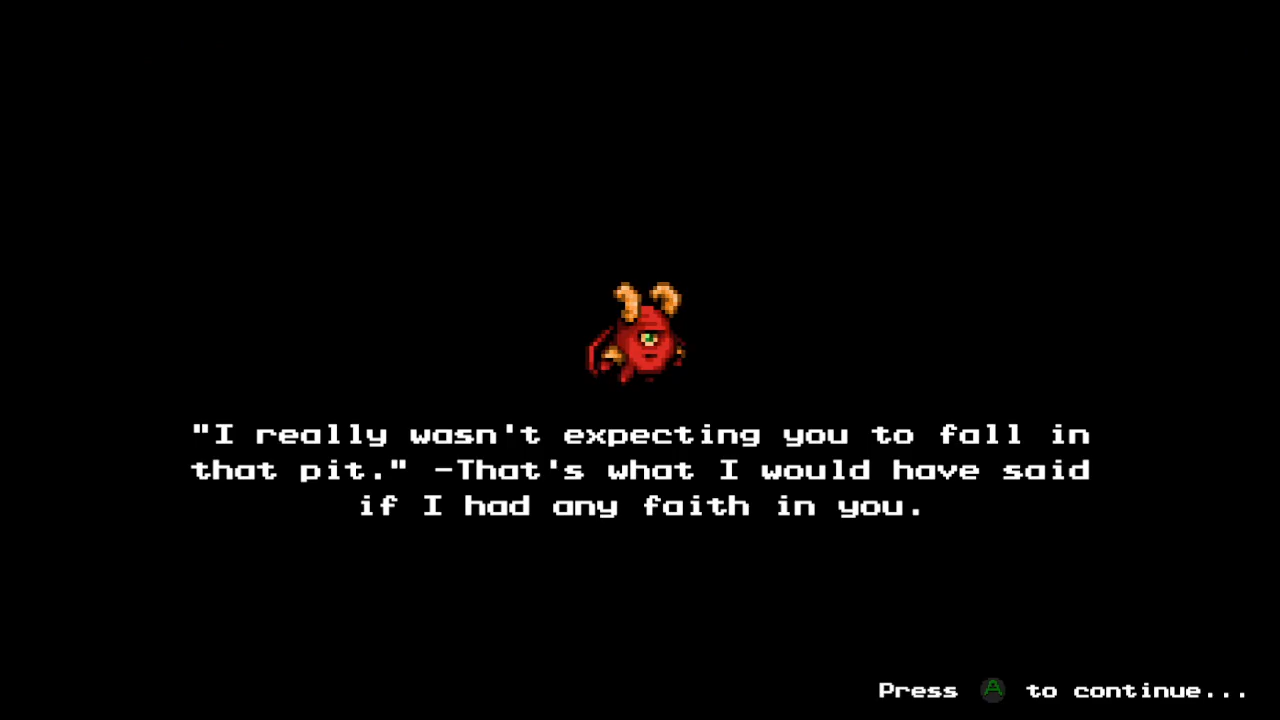 "I really wasn't expecting you to fall in
that pit." -That's what I would have said
if I had any faith in you.
Press A to continue...